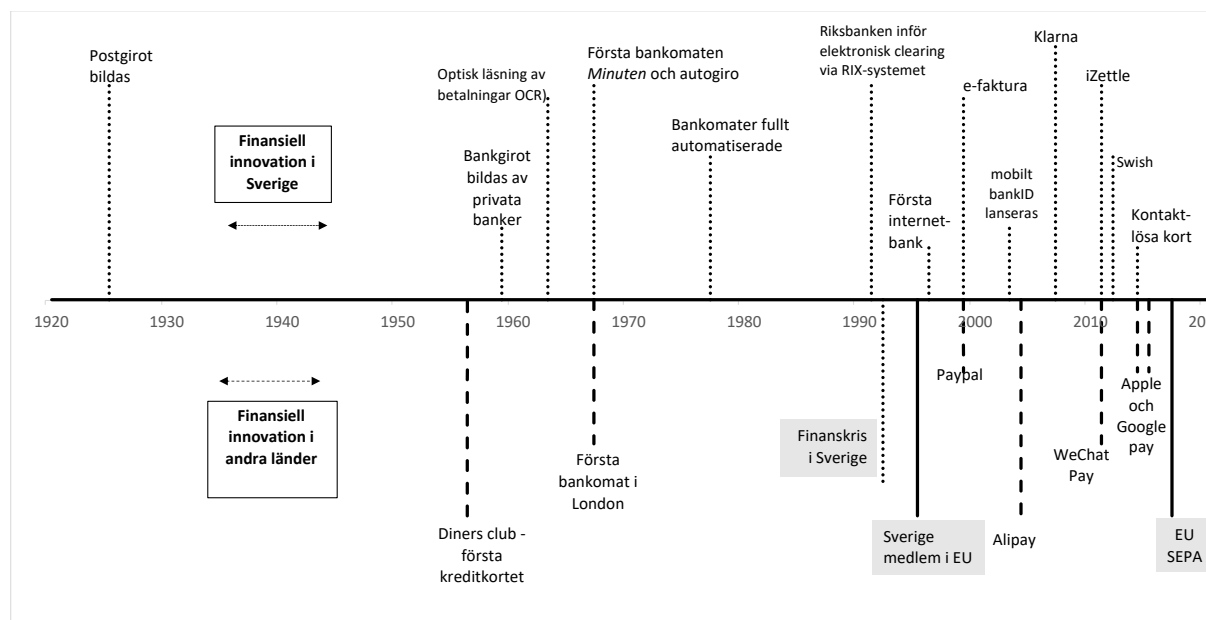 Postgirot
bildas
Finansiell
innovation i
Sverige
Optisk läsning av
betalningar OCR)
Bankgirot
bildas av
privata
banker
Första bankomaten
Minuten och autogiro
Bankomater fullt
automatiserade
Riksbanken inför
elektronisk clearing
via RIX-systemet
Första
internet-
bank
e-faktura
mobilt
bankID
lanseras
Klarna
iZettle
Swish
Kontakt-
lösa kort
1920 1930 1940 1950 1960 1970 1980 1990 2000 2010 20
Finansiell
innovation i
andra länder
Diners club -
första
kreditkortet
Första
bankomat i
London
Finanskris
i Sverige
Sverige
medlem i EU
Paypal
Alipay
WeChat
Pay
Apple
och
Google
pay
EU
SEPA